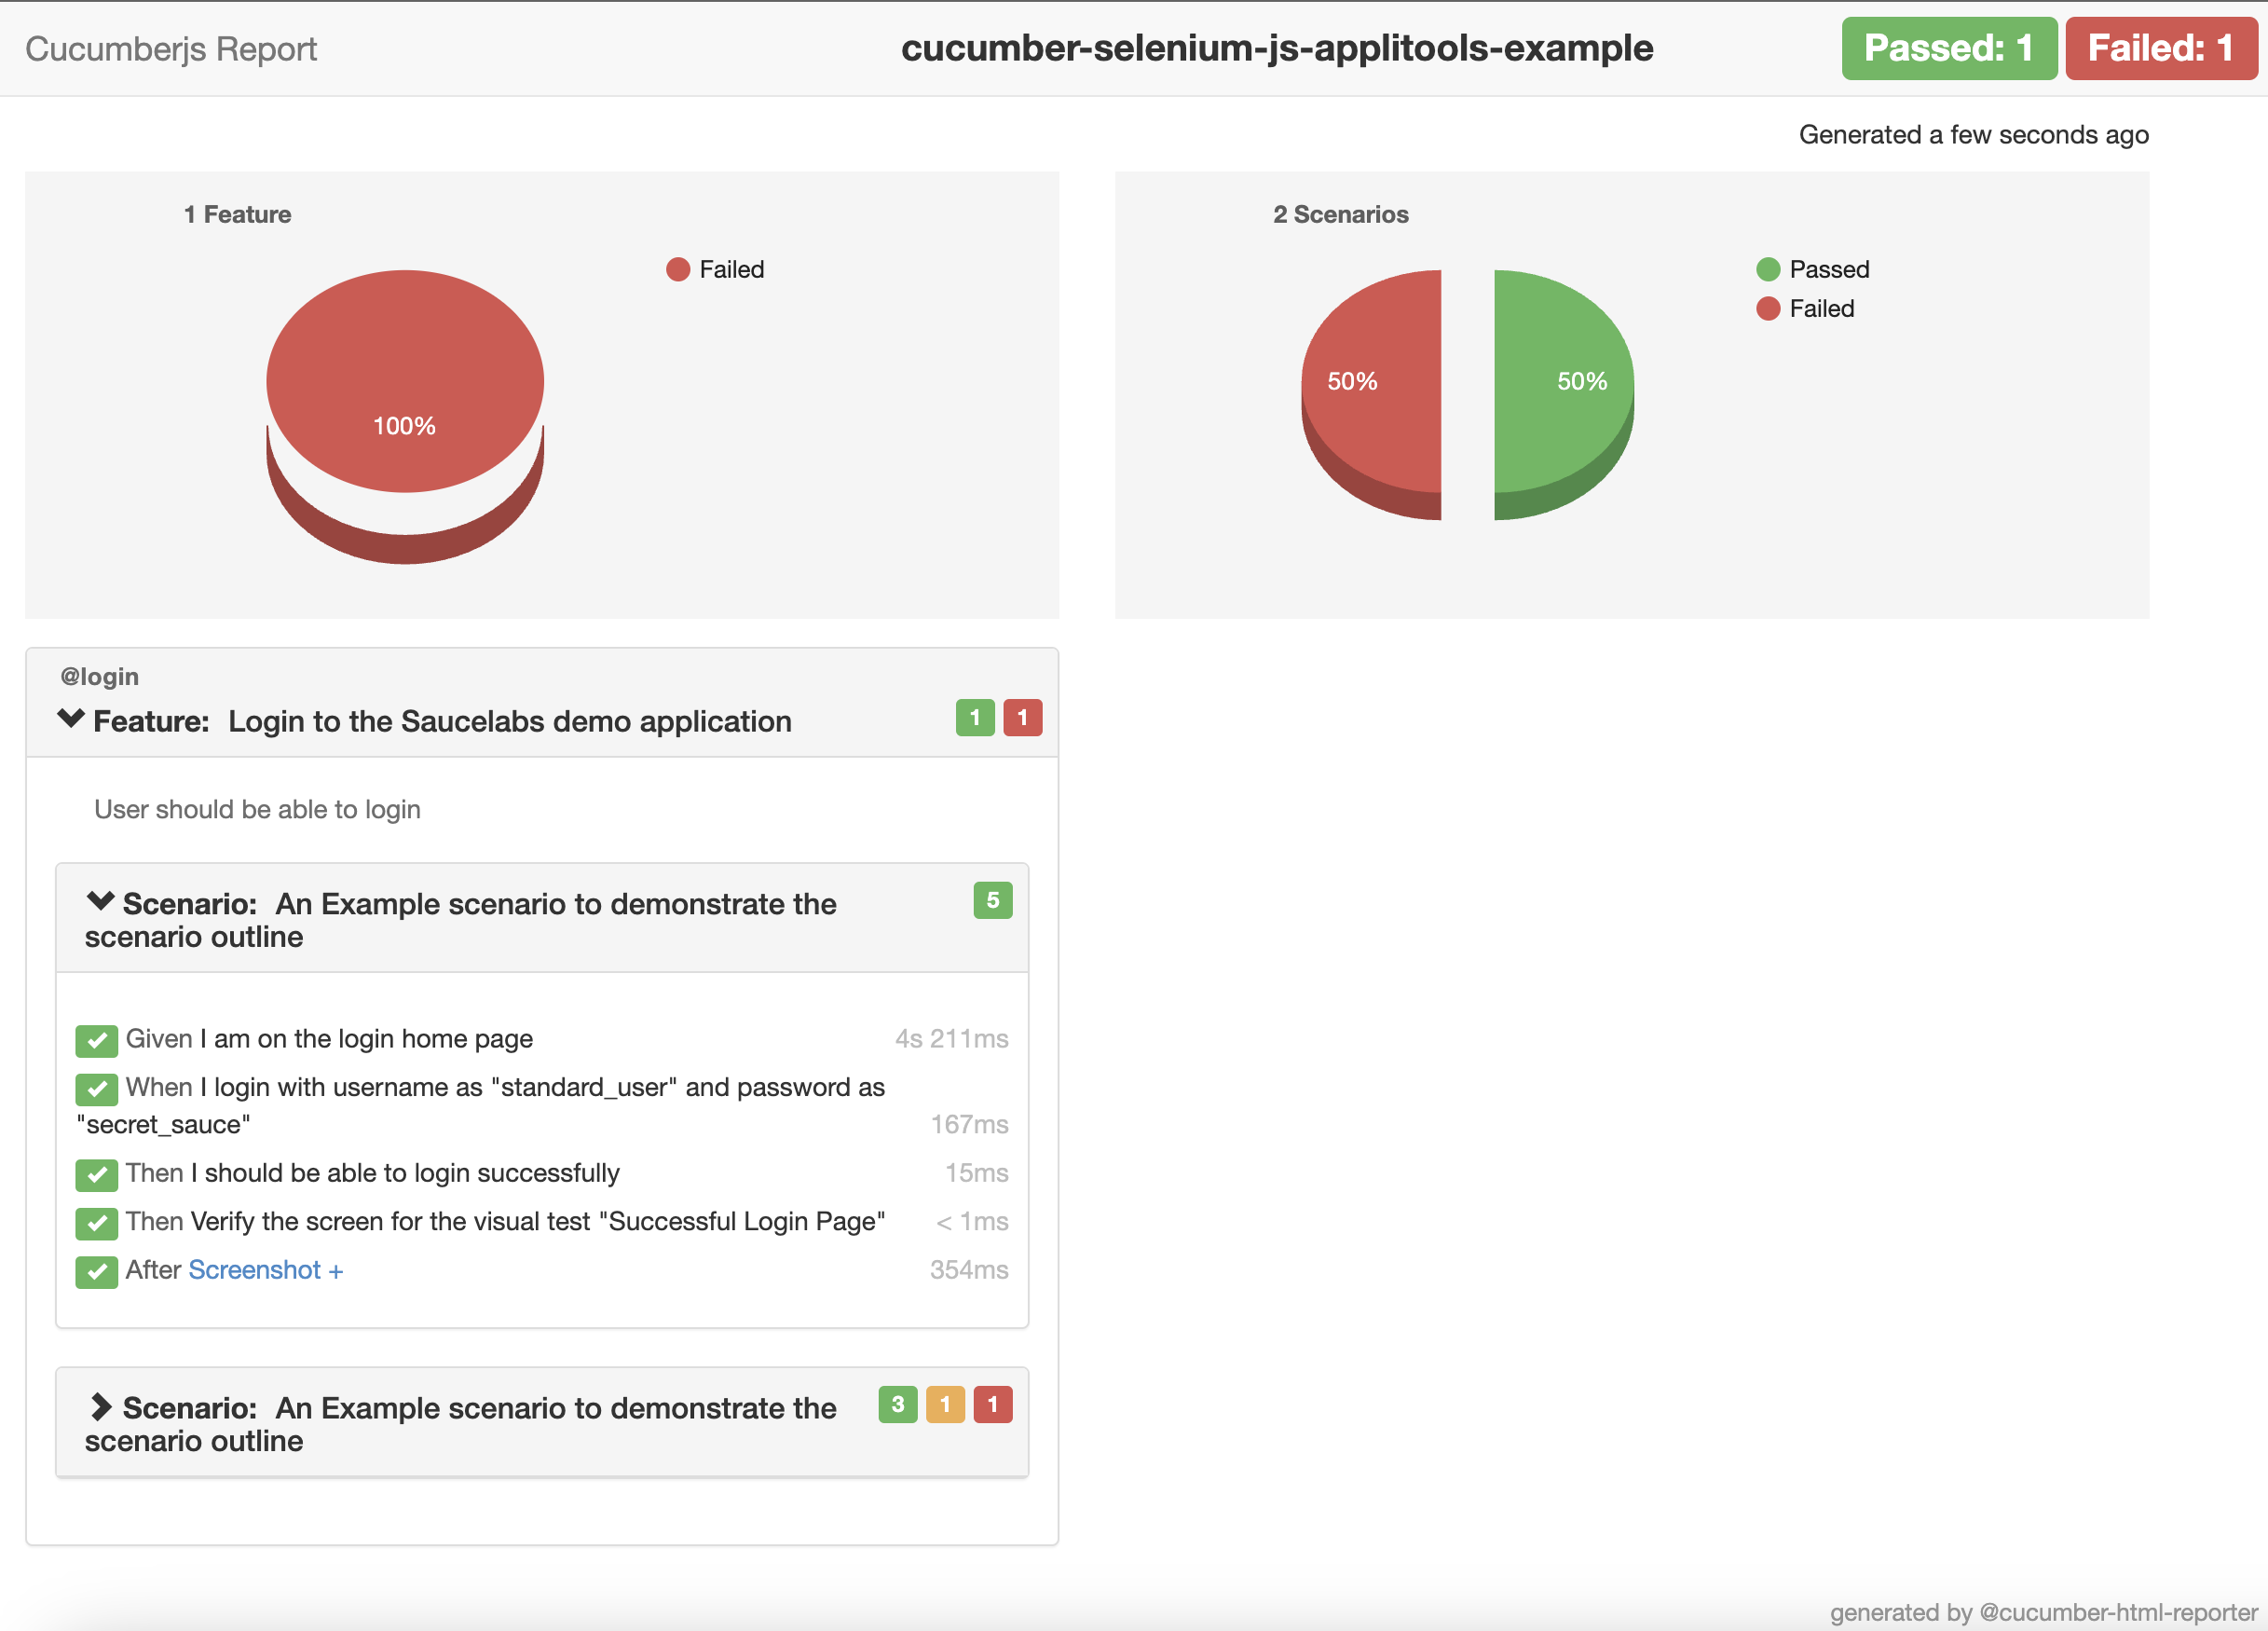 Cucumberjs Report
cucumber-selenium-js-applitools-example
Passed: 1
Failed: 1
Generated a few seconds ago
1 Feature
Failed
100%
2 Scenarios
Passed
Failed
50%
50%
@login
Feature: Login to the Saucelabs demo application
1 1
User should be able to login
Scenario: An Example scenario to demonstrate the
scenario outline
5
Given I am on the login home page 4s 211ms
When I login with username as "standard_user" and password as
"secret_sauce" 167ms
Then I should be able to login successfully 15ms
Then Verify the screen for the visual test "Successful Login Page" < 1ms
After Screenshot + 354ms
Scenario: An Example scenario to demonstrate the
scenario outline
3 1 1
generated by @cucumber-html-reporter